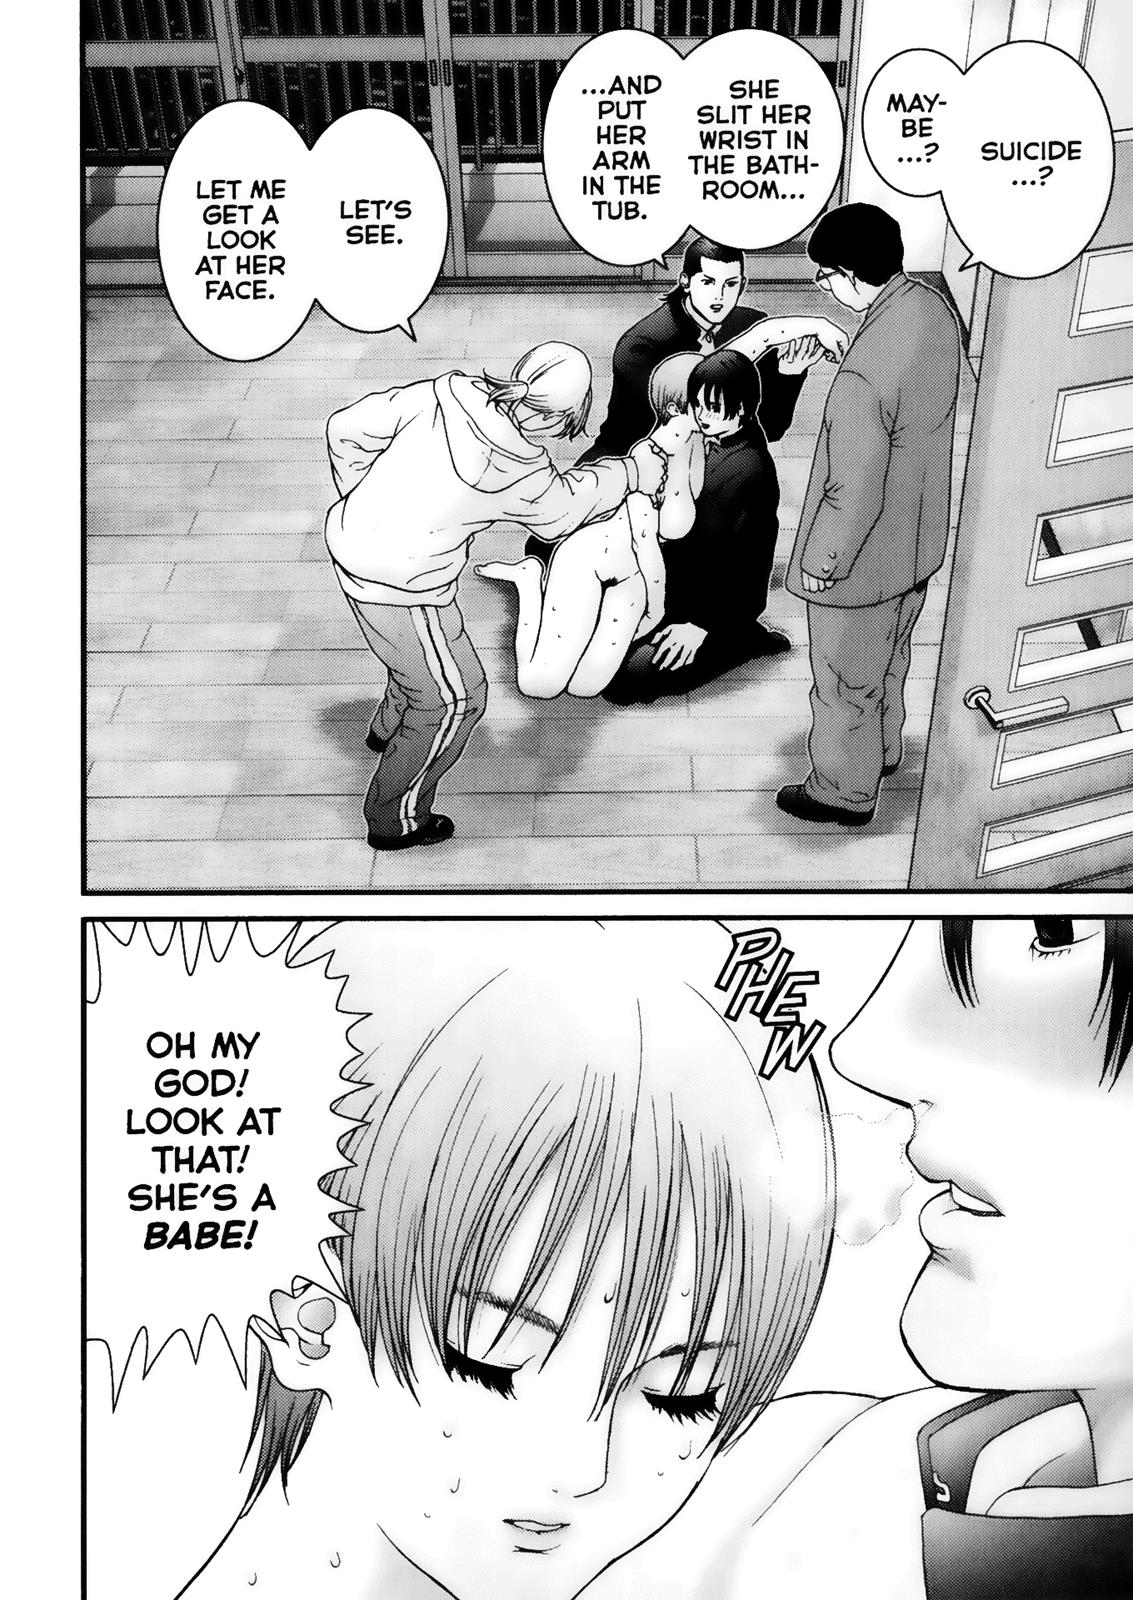 SUICIDE
...?
MAY-
BE
...?
SHE
SLIT HER
WRIST IN
THE BATH-
ROOM...
...AND
PUT
HER
ARM
IN THE
TUB.
LET'S
SEE.
LET ME
GET A
LOOK
AT HER
FACE.
PHEW
OH MY
GOD!
LOOK AT
THAT!
SHE'S A
BABE!